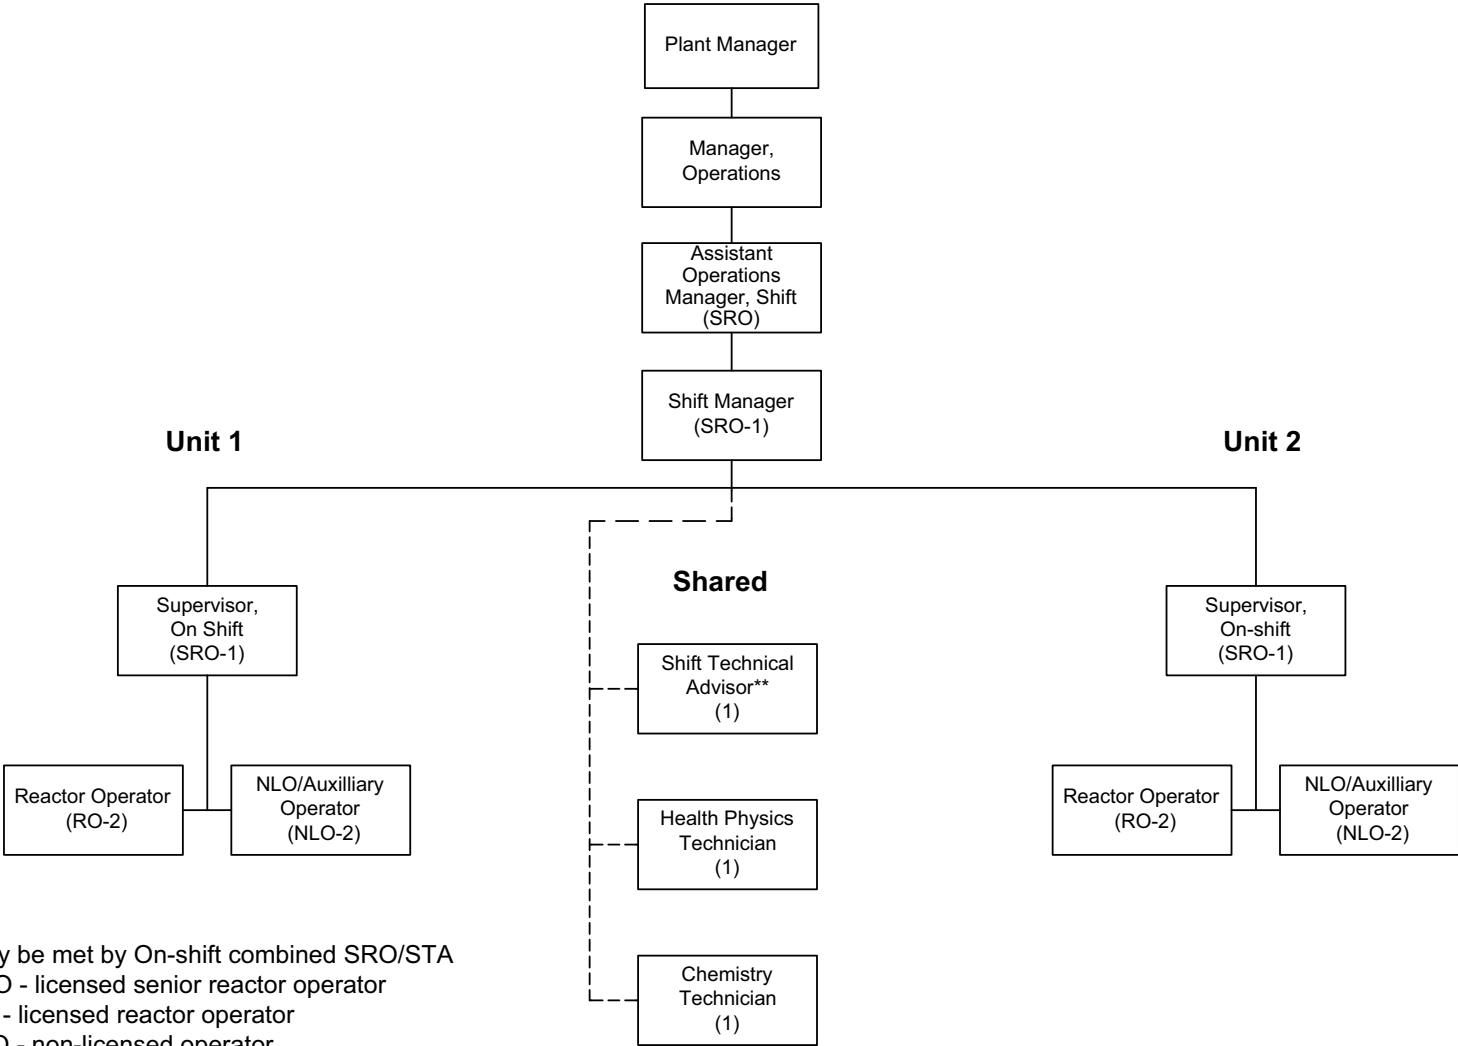 Plant Manager
Manager,
Operations
Assistant
Operations
Manager, Shift
(SRO)
Shift Manager
(SRO-1)
Unit 1
Unit 2
Shared
Supervisor,
On Shift
(SRO-1)
Reactor Operator
(RO-2)
NLO/Auxilliary
Operator
(NLO-2)
Shift Technical
Advisor**
(1)
Health Physics
Technician
(1)
Chemistry
Technician
(1)
Supervisor,
On-shift
(SRO-1)
Reactor Operator
(RO-2)
NLO/Auxilliary
Operator
(NLO-2)
be met by On-shift combined SRO/STA
- licensed senior reactor operator
- licensed reactor operator
- non-licensed operator